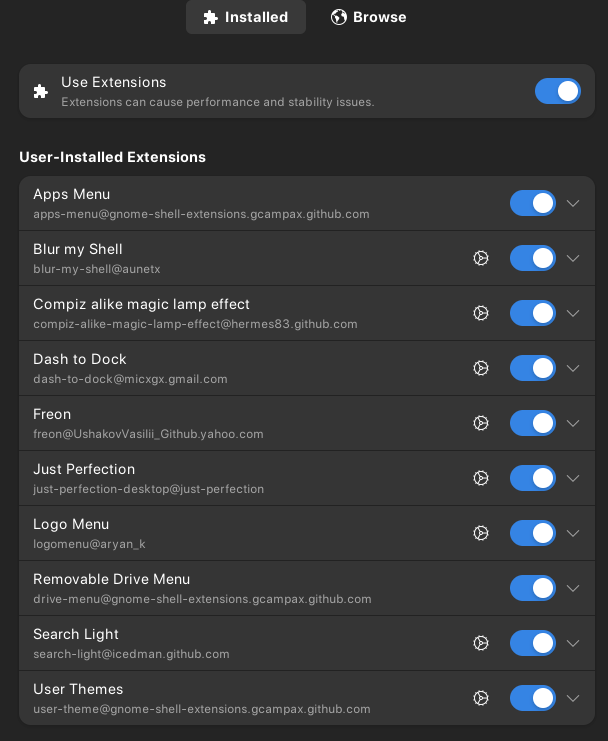 Installed
Browse
Use Extensions
Extensions can cause performance and stability issues.
User-Installed Extensions
Apps Menu
apps-menu@gnome-shell-extensions.gcampax.github.com
Blur my Shell
blur-my-shell@aunetx
Compiz alike magic lamp effect
compiz-alike-magic-lamp-effect@hermes83.github.com
Dash to Dock
dash-to-dock@micxgx.gmail.com
Freon
freon@UshakovVasilii_Github.yahoo.com
Just Perfection
just-perfection-desktop@just-perfection
Logo Menu
logomenu@aryan_k
Removable Drive Menu
drive-menu@gnome-shell-extensions.gcampax.github.com
Search Light
search-light@icedman.github.com
User Themes
user-theme@gnome-shell-extensions.gcampax.github.com